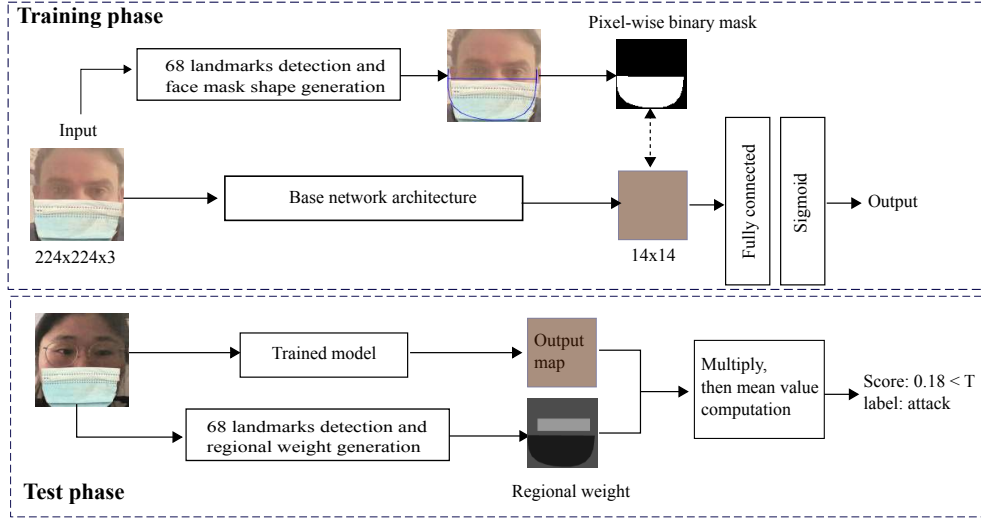 Training phase
Pixel-wise binary mask
68 landmarks detection and
face mask shape generation
Input
Base network architecture
Fully connected
Sigmoid
Output
224x224x3
14x14
Trained model
Output
map
Multiply,
then mean value
computation
Score: 0.18 < T
label: attack
68 landmarks detection and
regional weight generation
Regional weight
Test phase